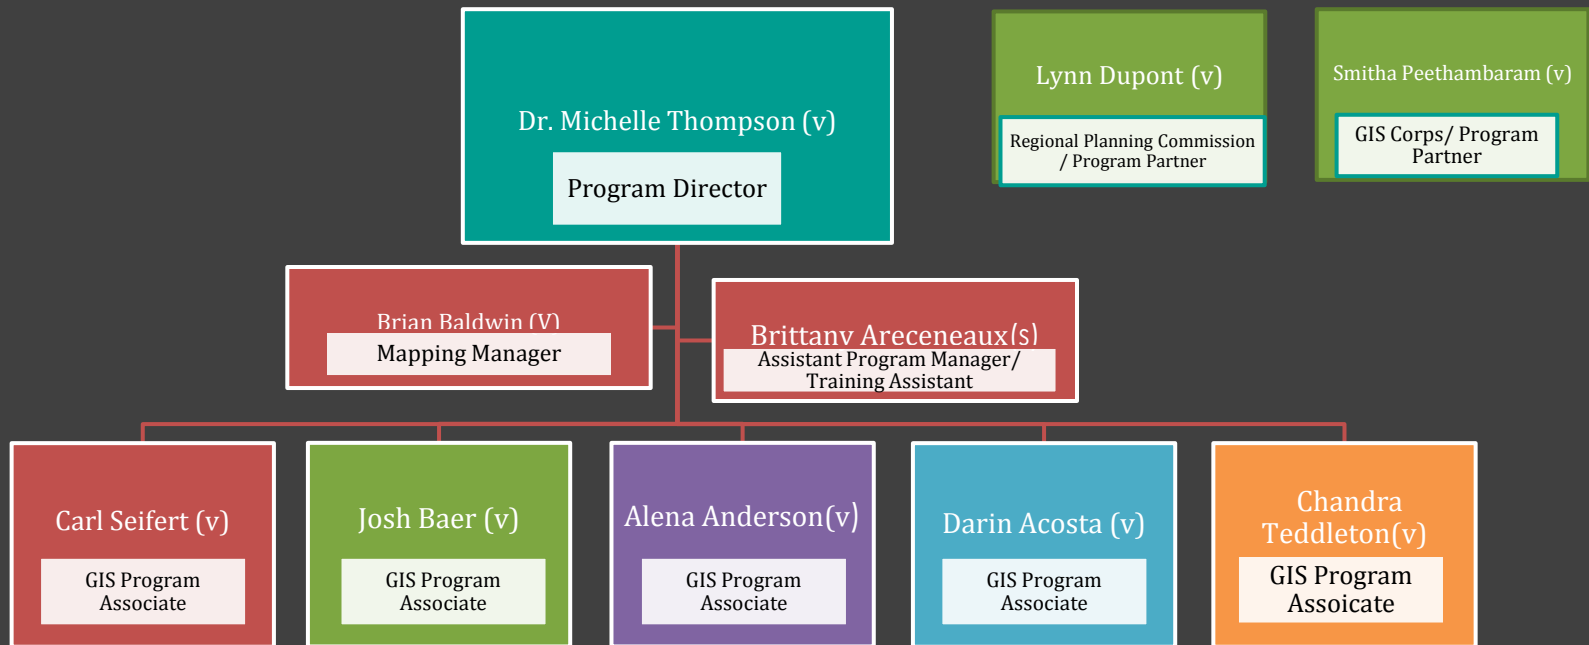 Dr. Michelle Thompson (v)
Program Director
Lynn Dupont (v)
Regional Planning Commission
/ Program Partner
Smitha Peethambaram (v)
GIS Corps/ Program
Partner
Brian Baldwin (V)
Mapping Manager
Brittany Areceneaux(s)
Assistant Program Manager/
Training Assistant
Carl Seifert (v)
GIS Program
Associate
Josh Baer (v)
GIS Program
Associate
Alena Anderson(v)
GIS Program
Associate
Darin Acosta (v)
GIS Program
Associate
Chandra
Teddleton(v)
GIS Program
Assoicate